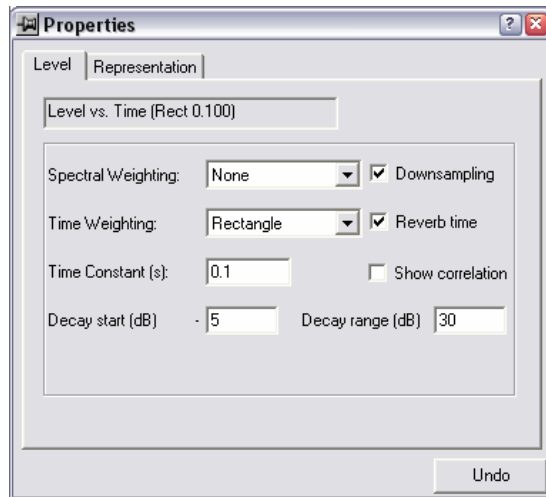 Properties
Level Representation
Level vs. Time (Rect 0.100)
Spectral Weighting: None Downsampling
Time Weighting: Rectangle Reverb time
Time Constant (s): 0.1 Show correlation
Decay start (dB) - 5 Decay range (dB) 30
Undo